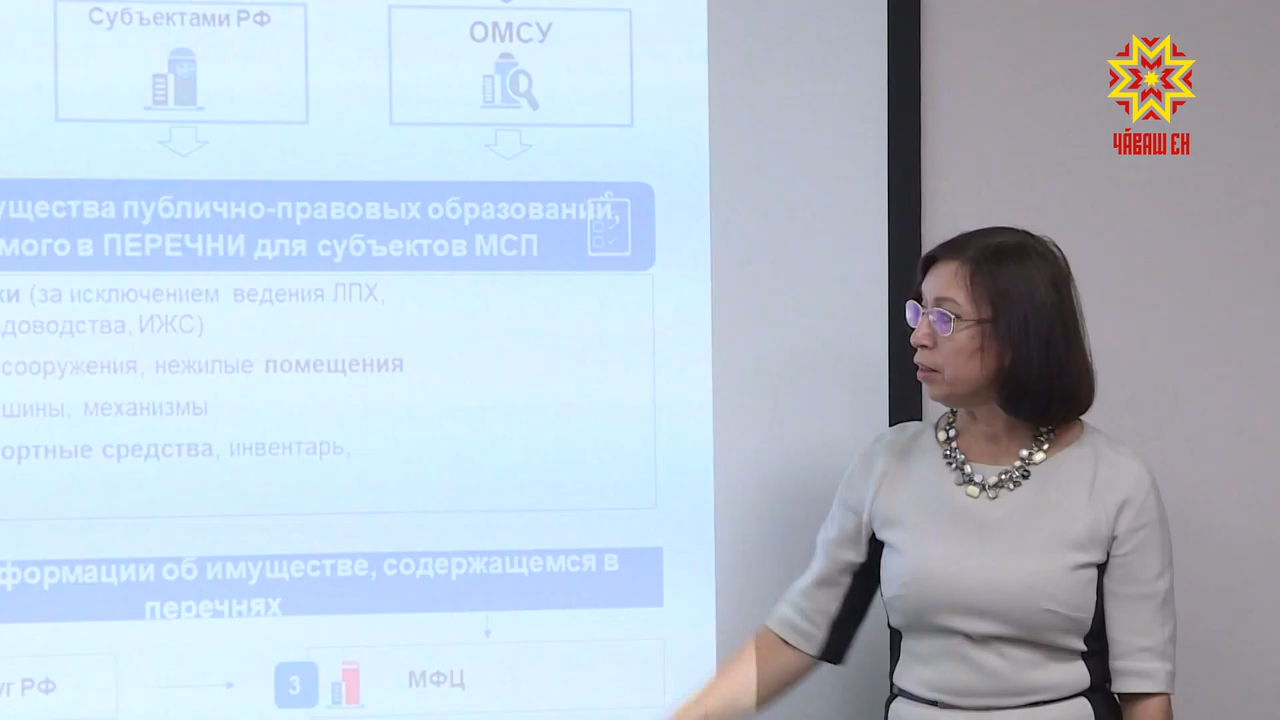 Субъектами РФ
ОМСУ
ЧӐВАШ ЕН
ущества публично-правовых образований,
мого в ПЕРЕЧНИ для субъектов МСП
ки (за исключением ведения ЛПХ,
доводства, ИЖС)
сооружения, нежилые помещения
шины, механизмы
ортные средства, инвентарь,
формации об имуществе, содержащемся в
перечнях
уг РФ
3
МФЦ